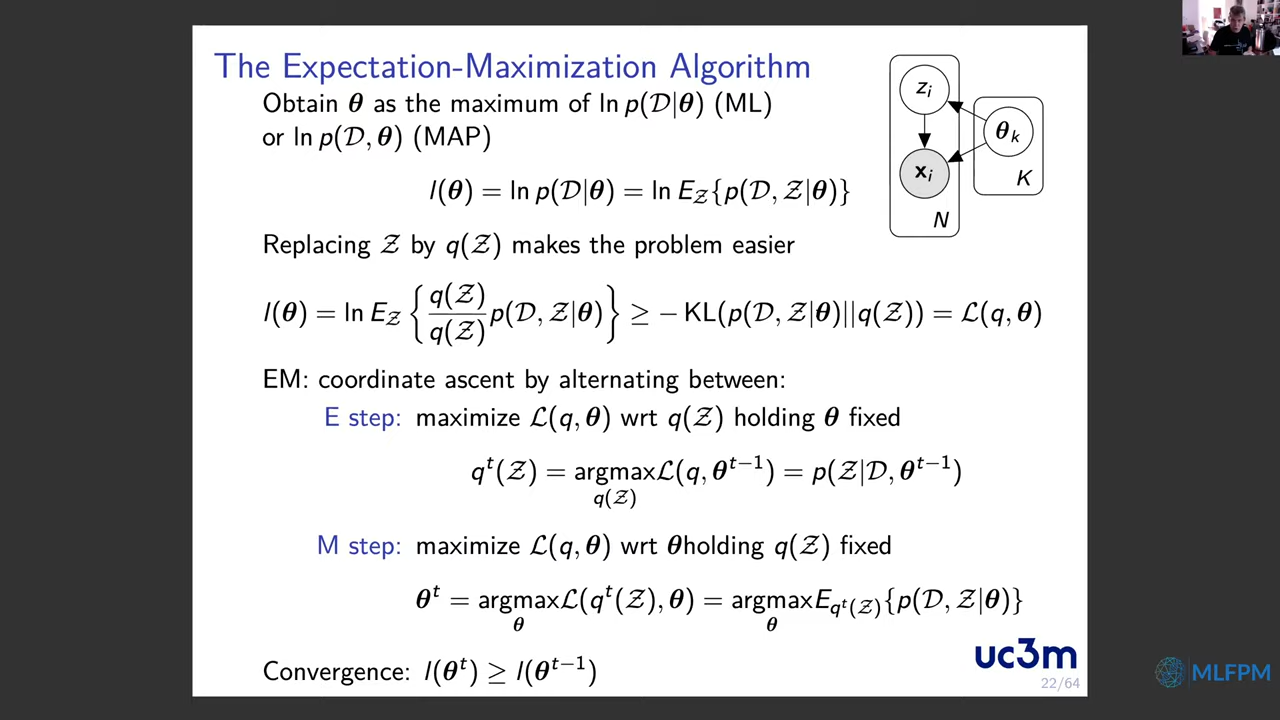 The Expectation-Maximization Algorithm
Obtain θ as the maximum of ln p(𝒟|θ) (ML)
or ln p(𝒟, θ) (MAP)
l(θ) = ln p(𝒟|θ) = ln E_𝒵{p(𝒟, 𝒵|θ)}
z_i
θ_k
x_i
K
N
Replacing 𝒵 by q(𝒵) makes the problem easier
l(θ) = ln E_𝒵 { q(𝒵)/q(𝒵) p(𝒟, 𝒵|θ) } ≥ − KL(p(𝒟, 𝒵|θ)||q(𝒵)) = ℒ(q, θ)
EM: coordinate ascent by alternating between:
E step: maximize ℒ(q, θ) wrt q(𝒵) holding θ fixed
q^t(𝒵) = argmax_{q(𝒵)} ℒ(q, θ^{t−1}) = p(𝒵|𝒟, θ^{t−1})
M step: maximize ℒ(q, θ) wrt θholding q(𝒵) fixed
θ^t = argmax_θ ℒ(q^t(𝒵), θ) = argmax_θ E_{q^t(𝒵)}{p(𝒟, 𝒵|θ)}
Convergence: l(θ^t) ≥ l(θ^{t−1})
uc3m
22/64
MLFPM